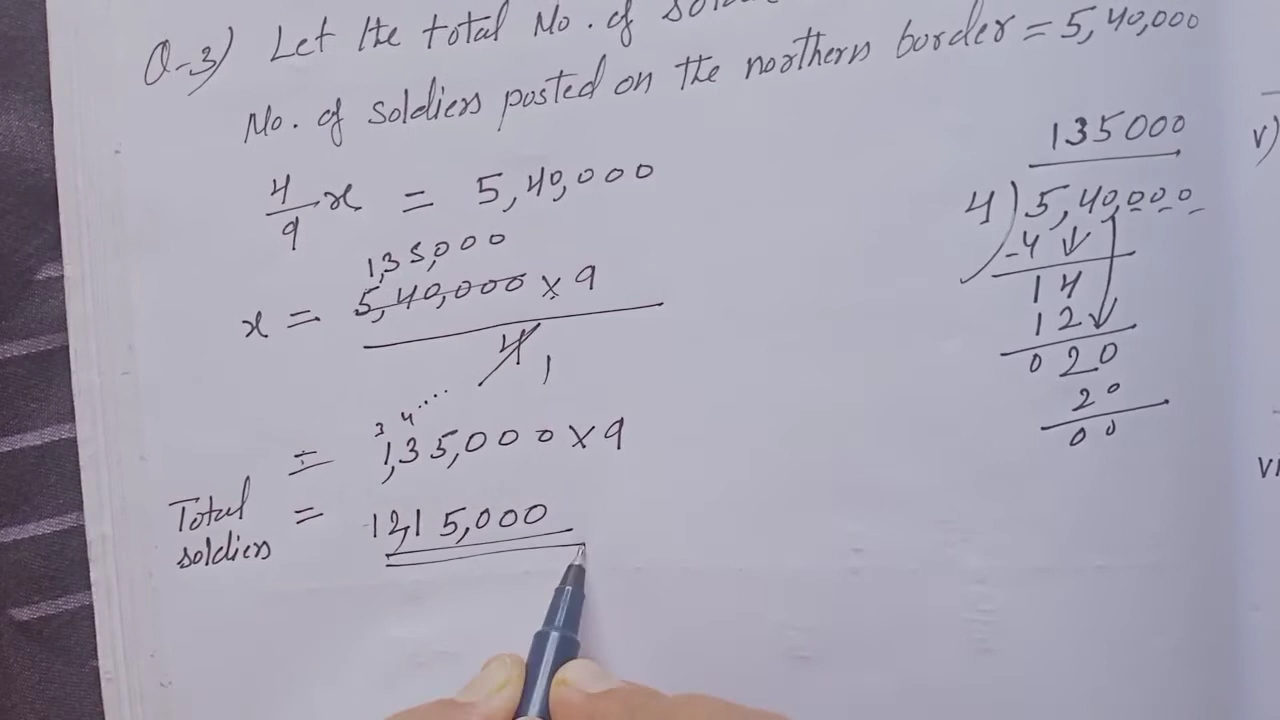 Q-3) Let the total No. of
No. of soldiers posted on the northern border = 5,40,000
4/9 x = 5,40,000
1,35,000
x = 5,40,000 × 9
4 1
3 4 ....
= 1,35,000 × 9
Total soldiers = 12,15,000
135000
4) 5,40,000
-4
14
12
020
20
00
v)